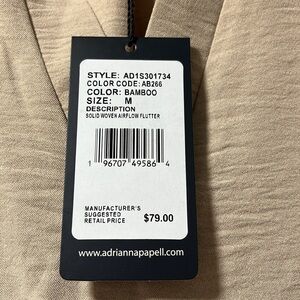 STYLE: AD1S301734
COLOR CODE: AB266
COLOR: BAMBOO
SIZE: M
DESCRIPTION
SOLID WOVEN AIRFLOW FLUTTER
1 96707 49586 4
MANUFACTURER'S
SUGGESTED
RETAIL PRICE $79.00
www.adriannapapell.com